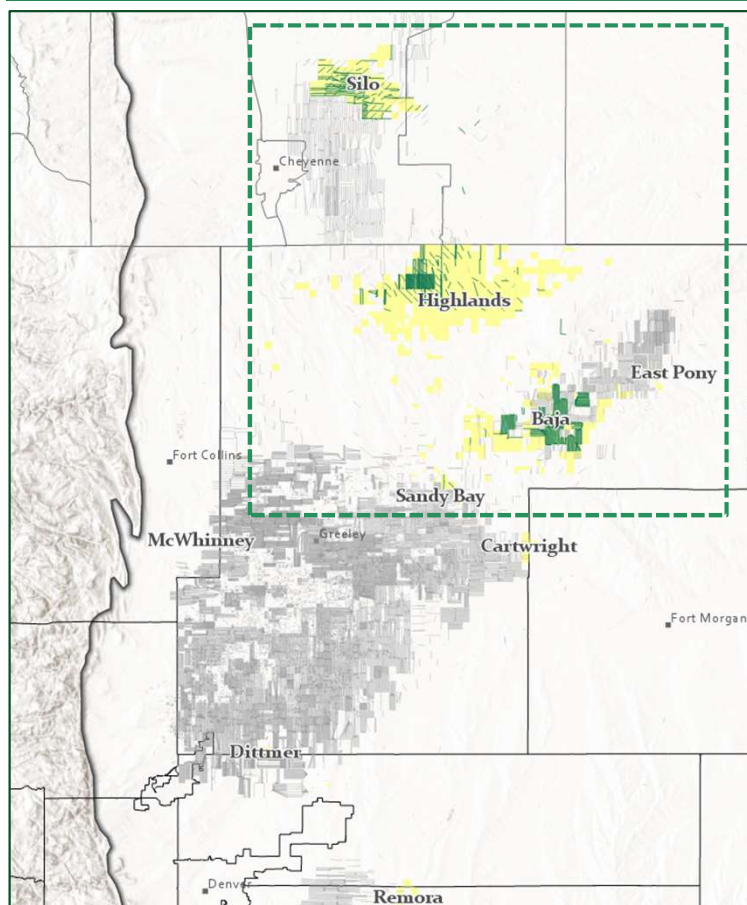 Silo
Cheyenne
Highlands
East Pony
Baja
Fort Collins
Sandy Bay
McWhinney
Greeley
Cartwright
Fort Morgan
Dittmer
Denver
Remora